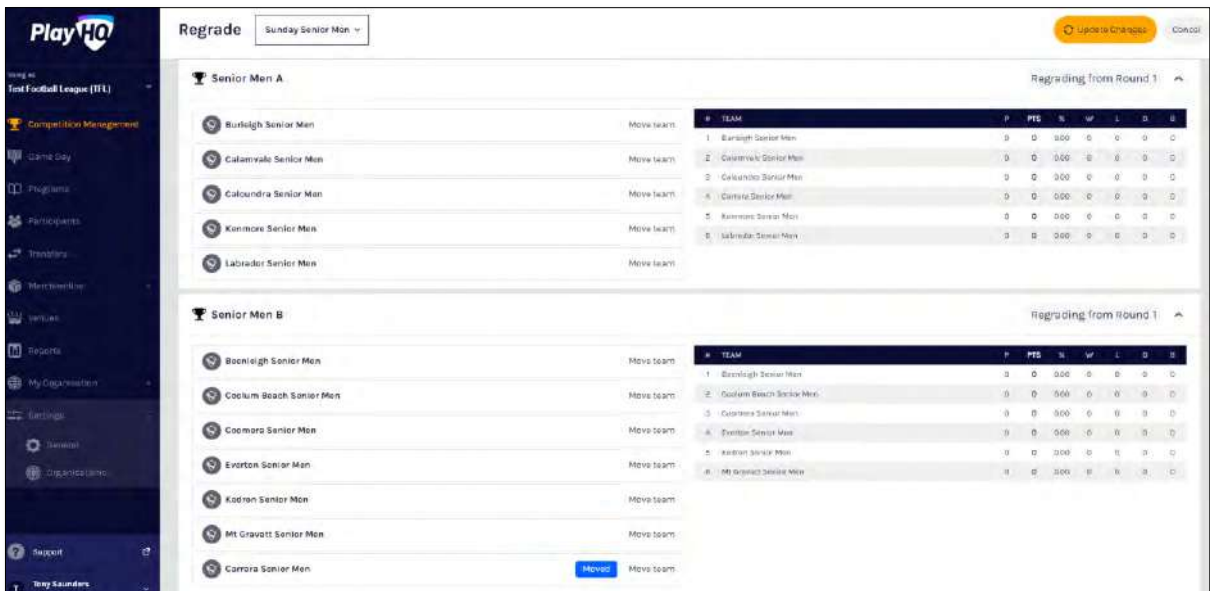 PlayHQ
Regrade
Sunday Senior Men
Update Changes
Cancel
Using as
Test Football League (TFL)
Competition Management
Game Day
Programs
Participants
Transfers
Merchandise
Venues
Reports
My Organisation
Settings
General
Organisations
Support
Tony Saunders
Senior Men A
Regrading from Round 1
Burleigh Senior Men Move team
Calamvale Senior Men Move team
Caloundra Senior Men Move team
Kenmore Senior Men Move team
Labrador Senior Men Move team
# TEAM P PTS % W L D B
1 Burleigh Senior Men 0 0 0.00 0 0 0 0
2 Calamvale Senior Men 0 0 0.00 0 0 0 0
3 Caloundra Senior Men 0 0 0.00 0 0 0 0
4 Carrara Senior Men 0 0 0.00 0 0 0 0
5 Kenmore Senior Men 0 0 0.00 0 0 0 0
6 Labrador Senior Men 0 0 0.00 0 0 0 0
Senior Men B
Regrading from Round 1
Beenleigh Senior Men Move team
Coolum Beach Senior Men Move team
Coomera Senior Men Move team
Everton Senior Men Move team
Kedron Senior Men Move team
Mt Gravatt Senior Men Move team
Carrara Senior Men Moved Move team
# TEAM P PTS % W L D B
1 Beenleigh Senior Men 0 0 0.00 0 0 0 0
2 Coolum Beach Senior Men 0 0 0.00 0 0 0 0
3 Coomera Senior Men 0 0 0.00 0 0 0 0
4 Everton Senior Men 0 0 0.00 0 0 0 0
5 Kedron Senior Men 0 0 0.00 0 0 0 0
6 Mt Gravatt Senior Men 0 0 0.00 0 0 0 0